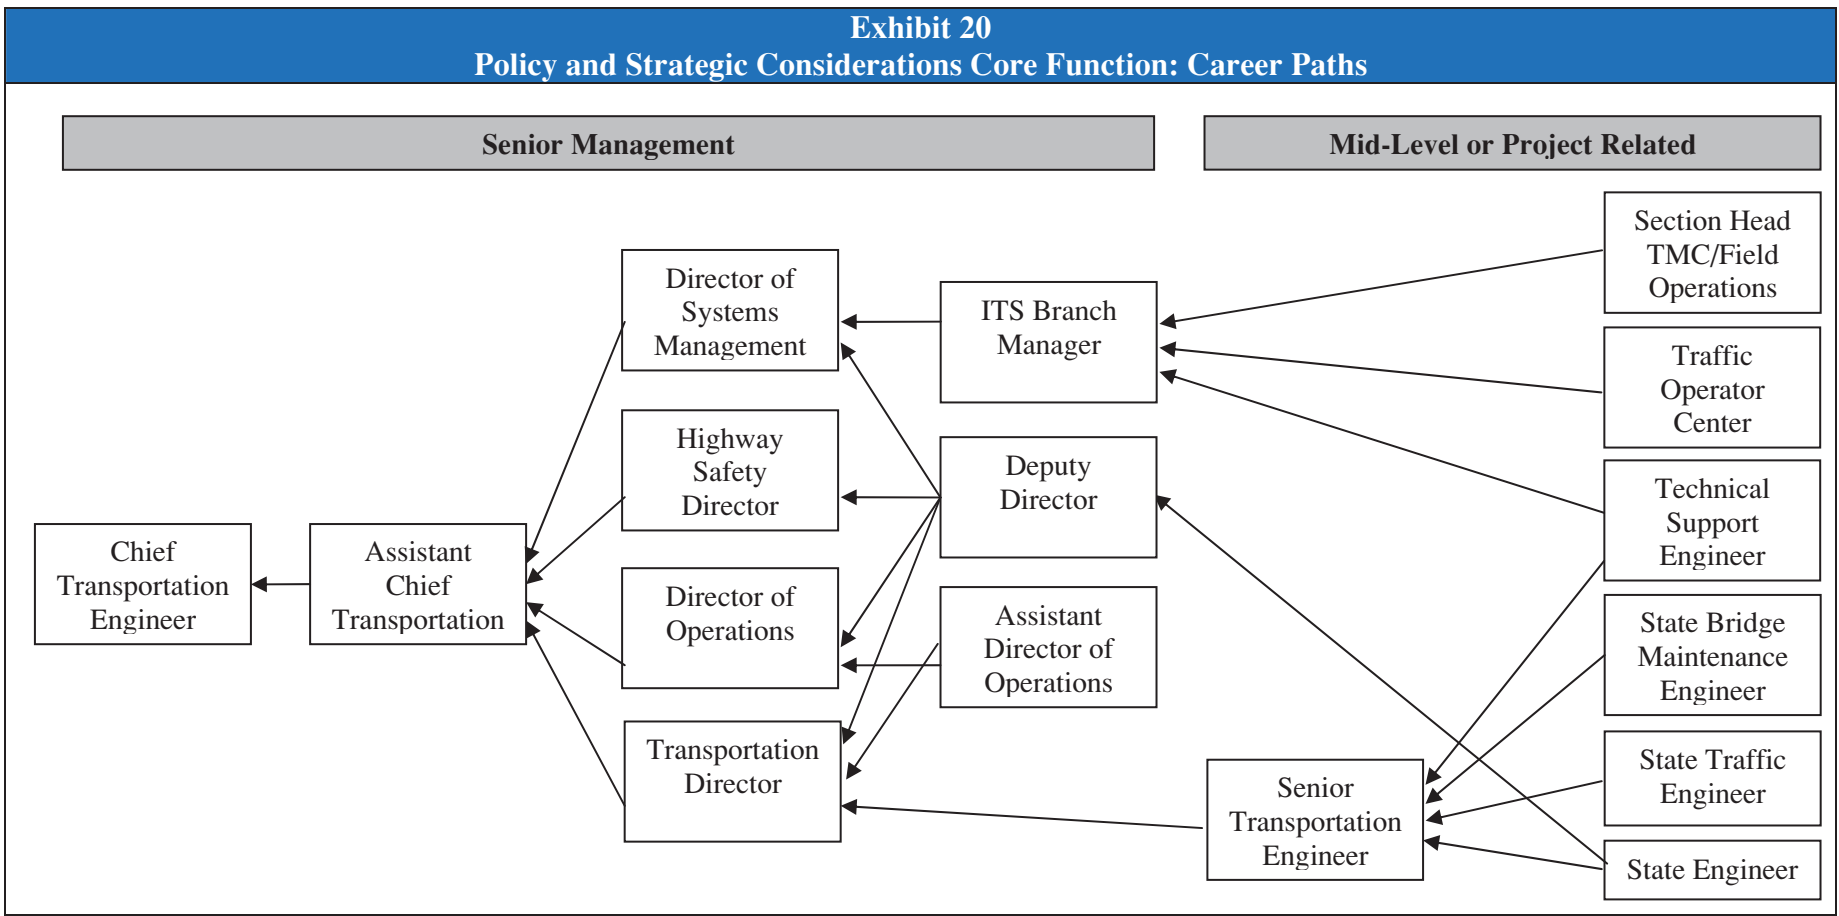 Exhibit 20
Policy and Strategic Considerations Core Function: Career Paths
Senior Management
Mid-Level or Project Related
Chief
Transportation
Engineer
Assistant
Chief
Transportation
Director of
Systems
Management
Highway
Safety
Director
Director of
Operations
Transportation
Director
ITS Branch
Manager
Deputy
Director
Assistant
Director of
Operations
Senior
Transportation
Engineer
Section Head
TMC/Field
Operations
Traffic
Operator
Center
Technical
Support
Engineer
State Bridge
Maintenance
Engineer
State Traffic
Engineer
State Engineer